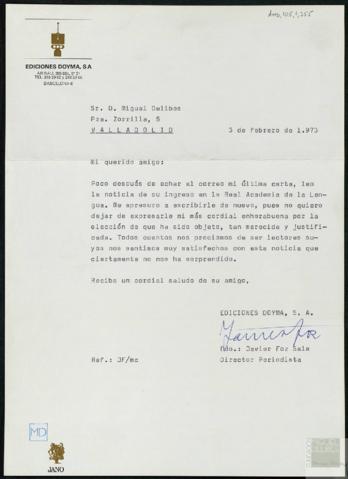 EDICIONES DOYMA, S.A
BARCELONA-6
Sr. D. Miguel Delibes
Pza. Zorrilla, 5
VALLADOLID
3 de febrero de 1.973
Mi querido amigo:
Poco después de echar al correo mi última carta, leo
la noticia de su ingreso en la Real Academia de la Len-
gua. Me apresuro a escribirle de nuevo, pues no quiero
dejar de expresarle mi más cordial enhorabuena por la
elección de que ha sido objeto, tan merecida y justifi-
cada. Todos cuantos nos preciamos de ser lectores su-
yos nos sentimos muy satisfechos con esta noticia que
ciertamente no nos ha sorprendido.
Reciba un cordial saludo de su amigo,
EDICIONES DOYMA, S. A.
Fdo.: Javier Foz Sala
Ref.: JF/mc
Director Periodista
MD
JANO